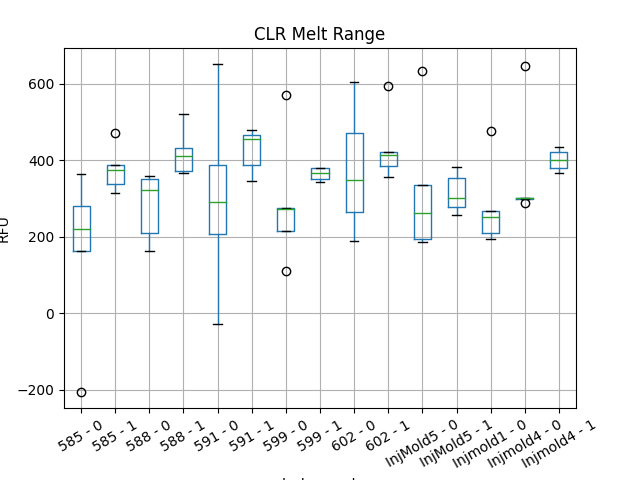 CLR Melt Range
600
400
200
0
−200
RFU
585 - 0
585 - 1
588 - 0
588 - 1
591 - 0
591 - 1
599 - 0
599 - 1
602 - 0
602 - 1
InjMold5 - 0
InjMold5 - 1
Injmold1 - 0
Injmold4 - 0
Injmold4 - 1